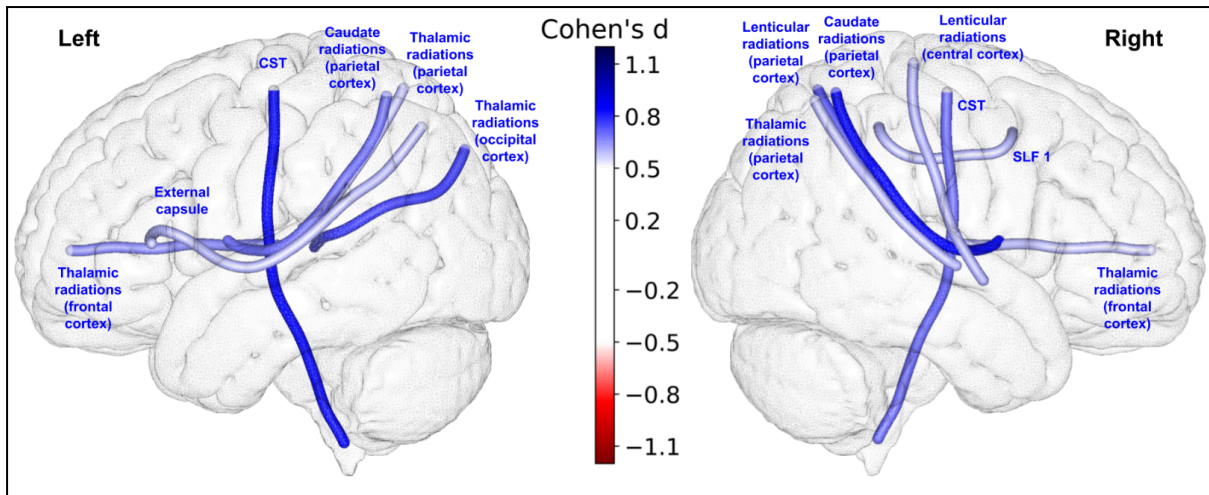 Left
CST
Caudate
radiations
(parietal
cortex)
Thalamic
radiations
(parietal
cortex)
Thalamic
radiations
(occipital
cortex)
External
capsule
Thalamic
radiations
(frontal
cortex)
Cohen's d
1.1
0.8
0.5
0.2
−0.2
−0.5
−0.8
−1.1
Right
Lenticular
radiations
(parietal
cortex)
Caudate
radiations
(parietal
cortex)
Lenticular
radiations
(central cortex)
CST
Thalamic
radiations
(parietal
cortex)
SLF 1
Thalamic
radiations
(frontal
cortex)